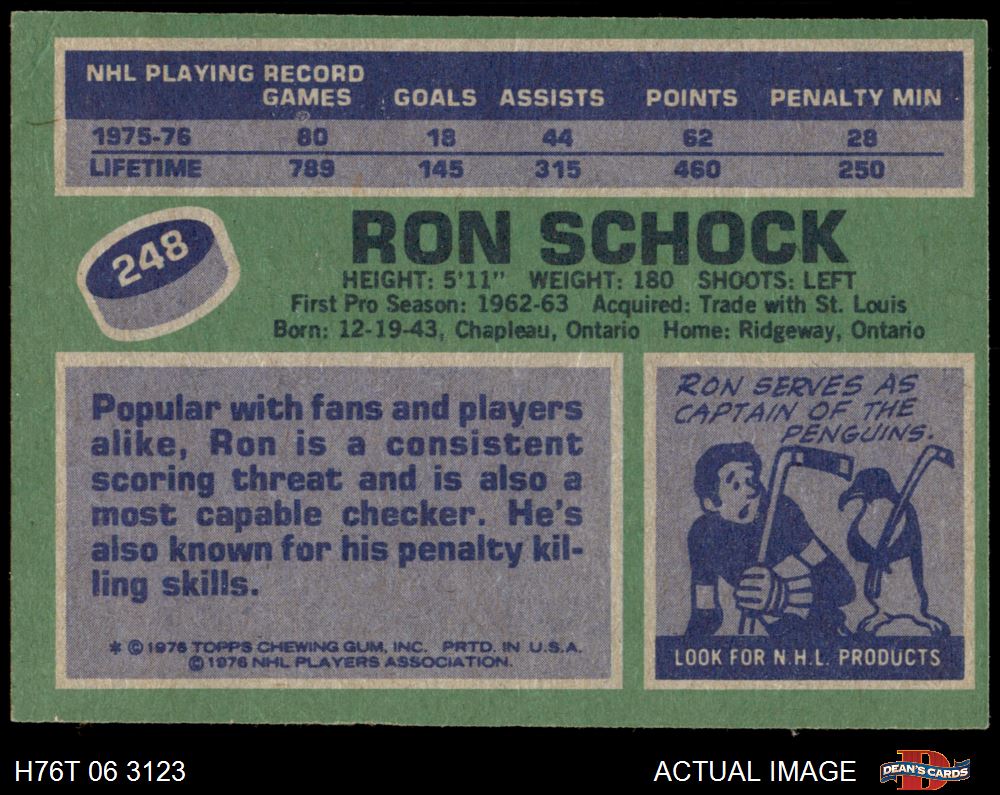 NHL PLAYING RECORD
GAMES GOALS ASSISTS POINTS PENALTY MIN
1975-76 80 18 44 62 28
LIFETIME 789 145 315 460 250
248
RON SCHOCK
HEIGHT: 5'11" WEIGHT: 180 SHOOTS: LEFT
First Pro Season: 1962-63 Acquired: Trade with St. Louis
Born: 12-19-43, Chapleau, Ontario Home: Ridgeway, Ontario
Popular with fans and players
alike, Ron is a consistent
scoring threat and is also a
most capable checker. He's
also known for his penalty kil-
ling skills.
* © 1976 TOPPS CHEWING GUM, INC. PRTD. IN U.S.A.
© 1976 NHL PLAYERS ASSOCIATION.
RON SERVES AS
CAPTAIN OF THE
PENGUINS.
LOOK FOR N.H.L. PRODUCTS
H76T 06 3123
ACTUAL IMAGE
D
DEAN'S CARDS